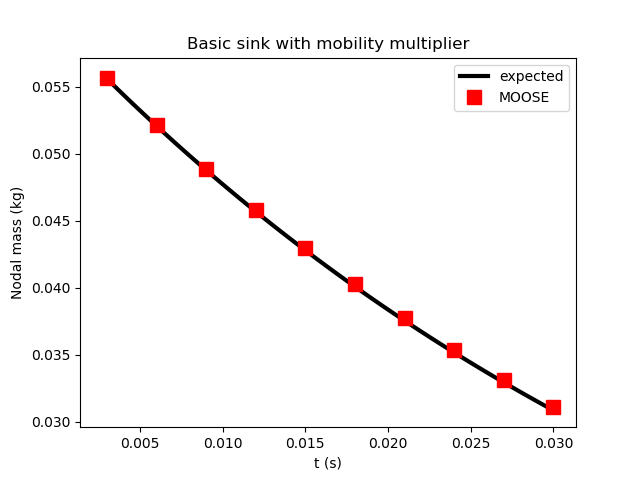 Basic sink with mobility multiplier
expected
MOOSE
Nodal mass (kg)
0.055
0.050
0.045
0.040
0.035
0.030
0.005
0.010
0.015
0.020
0.025
0.030
t (s)